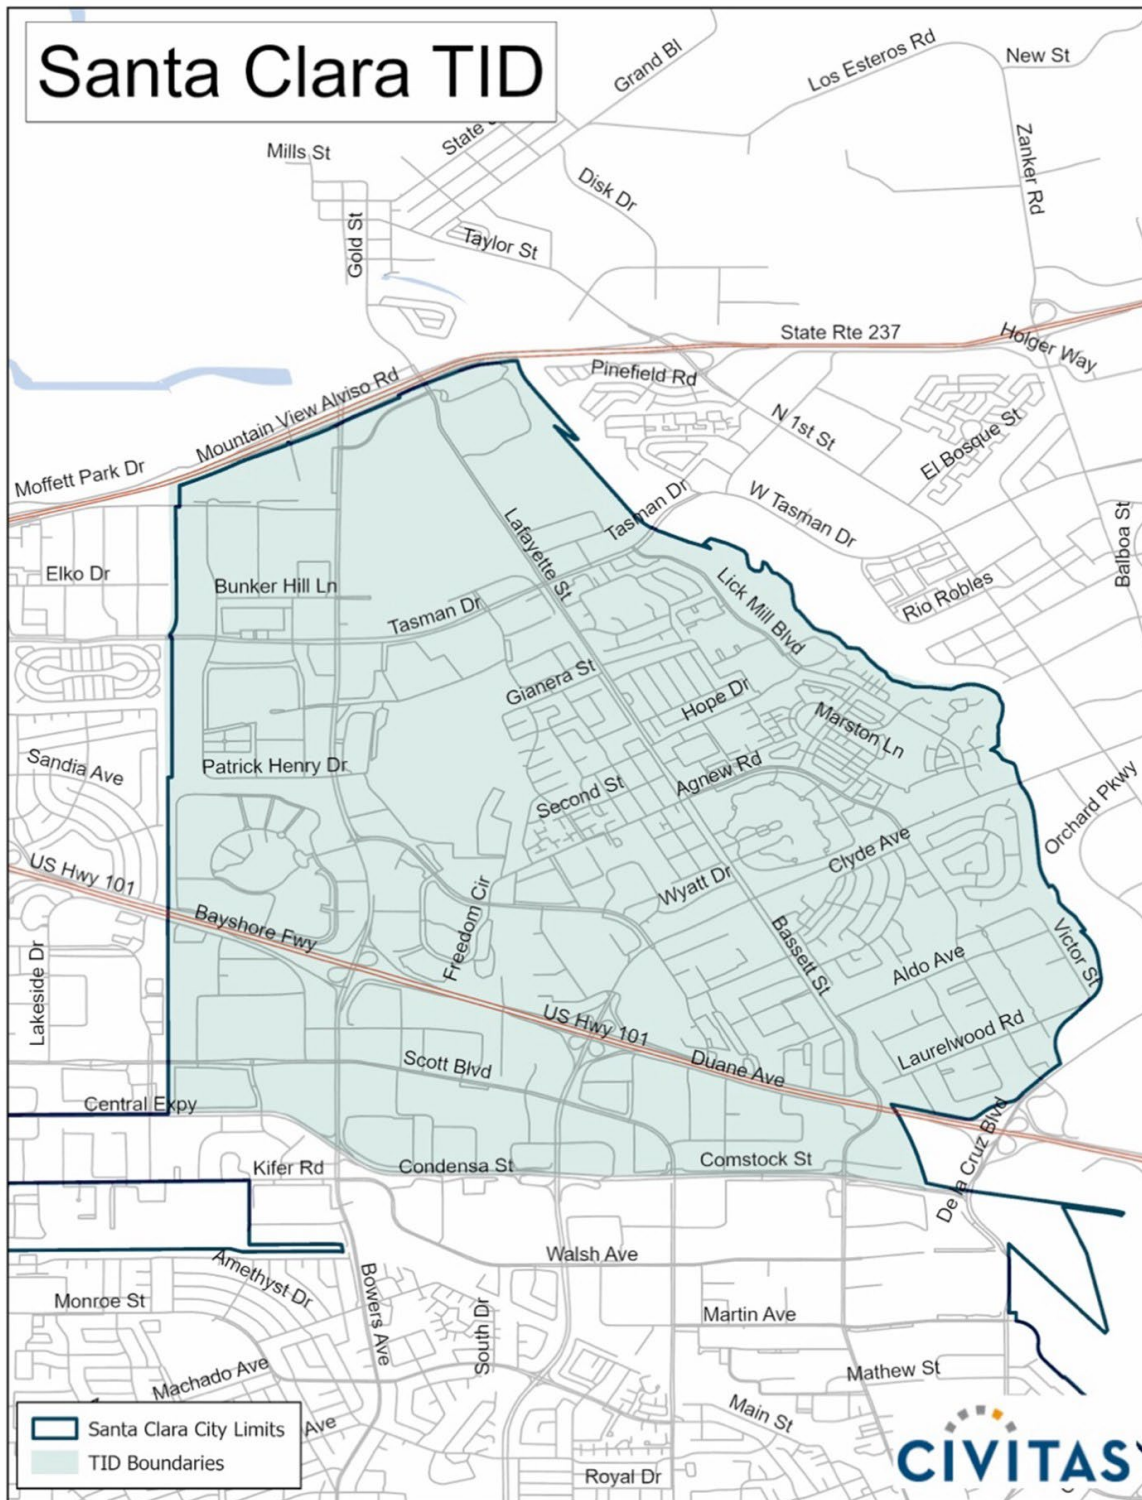 Santa Clara TID
Grand Bl
Los Esteros Rd
New St
State
Mills St
Zanker Rd
Disk Dr
Gold St
Taylor St
State Rte 237
Holger Way
Pinefield Rd
Mountain View Alviso Rd
N 1st St
El Bosque St
Moffett Park Dr
Tasman Dr
W Tasman Dr
Balboa St
Lafayette St
Elko Dr
Bunker Hill Ln
Lick Mill Blvd
Rio Robles
Tasman Dr
Gianera St
Hope Dr
Marston Ln
Sandia Ave
Patrick Henry Dr
Agnew Rd
Second St
Orchard Pkwy
Clyde Ave
US Hwy 101
Wyatt Dr
Bayshore Fwy
Freedom Cir
Bassett St
Victor St
Lakeside Dr
Aldo Ave
US Hwy 101
Laurelwood Rd
Scott Blvd
Duane Ave
Central Expy
De la Cruz Blvd
Kifer Rd
Condensa St
Comstock St
Walsh Ave
Amethyst Dr
Monroe St
Bowers Ave
South Dr
Martin Ave
Machado Ave
Mathew St
Main St
Ave
Santa Clara City Limits
TID Boundaries
Royal Dr
CIVITAS